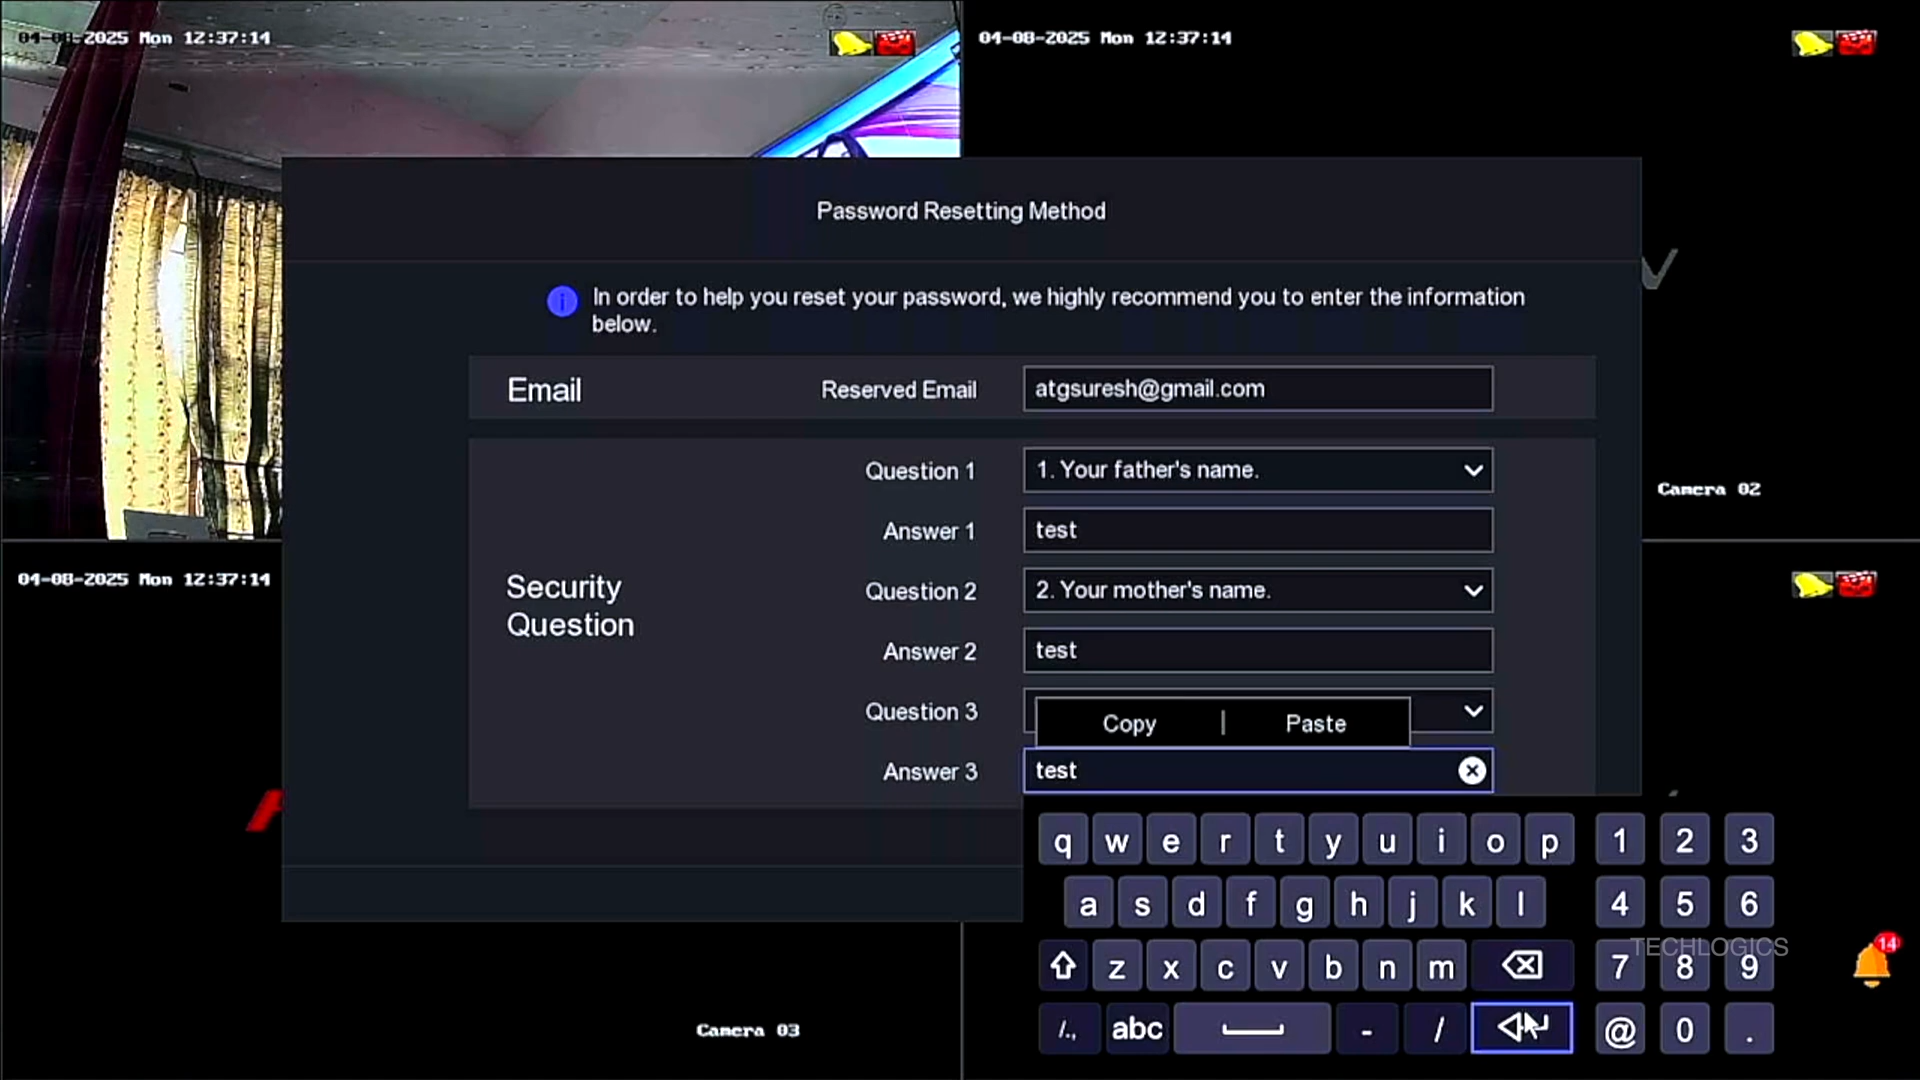 04-08-2025 Mon 12:37:14
04-08-2025 Mon 12:37:14
Password Resetting Method
In order to help you reset your password, we highly recommend you to enter the information
below.
Email
Reserved Email
atgsuresh@gmail.com
Question 1
1. Your father's name.
Answer 1
test
Camera 02
Security
Question
Question 2
2. Your mother's name.
04-08-2025 Mon 12:37:14
Answer 2
test
Question 3
Copy | Paste
Answer 3
test
q w e r t y u i o p 1 2 3
a s d f g h j k l 4 5 6
TECHLOGICS
14
z x c v b n m 7 8 9
/., abc - / @ 0 .
Camera 03